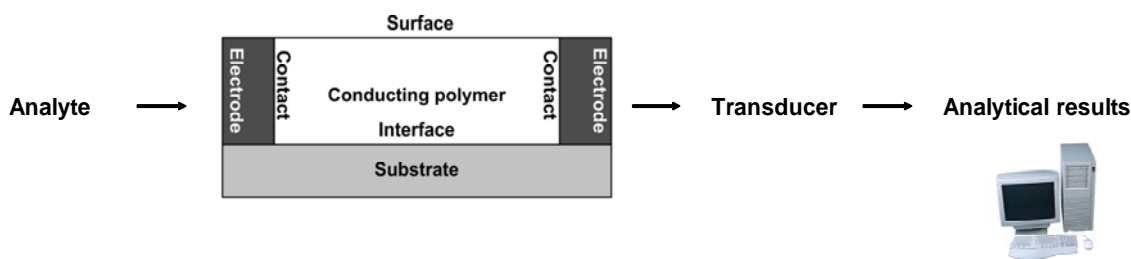 Surface
Analyte
Electrode
Contact
Conducting polymer
Contact
Electrode
Transducer
Analytical results
Interface
Substrate